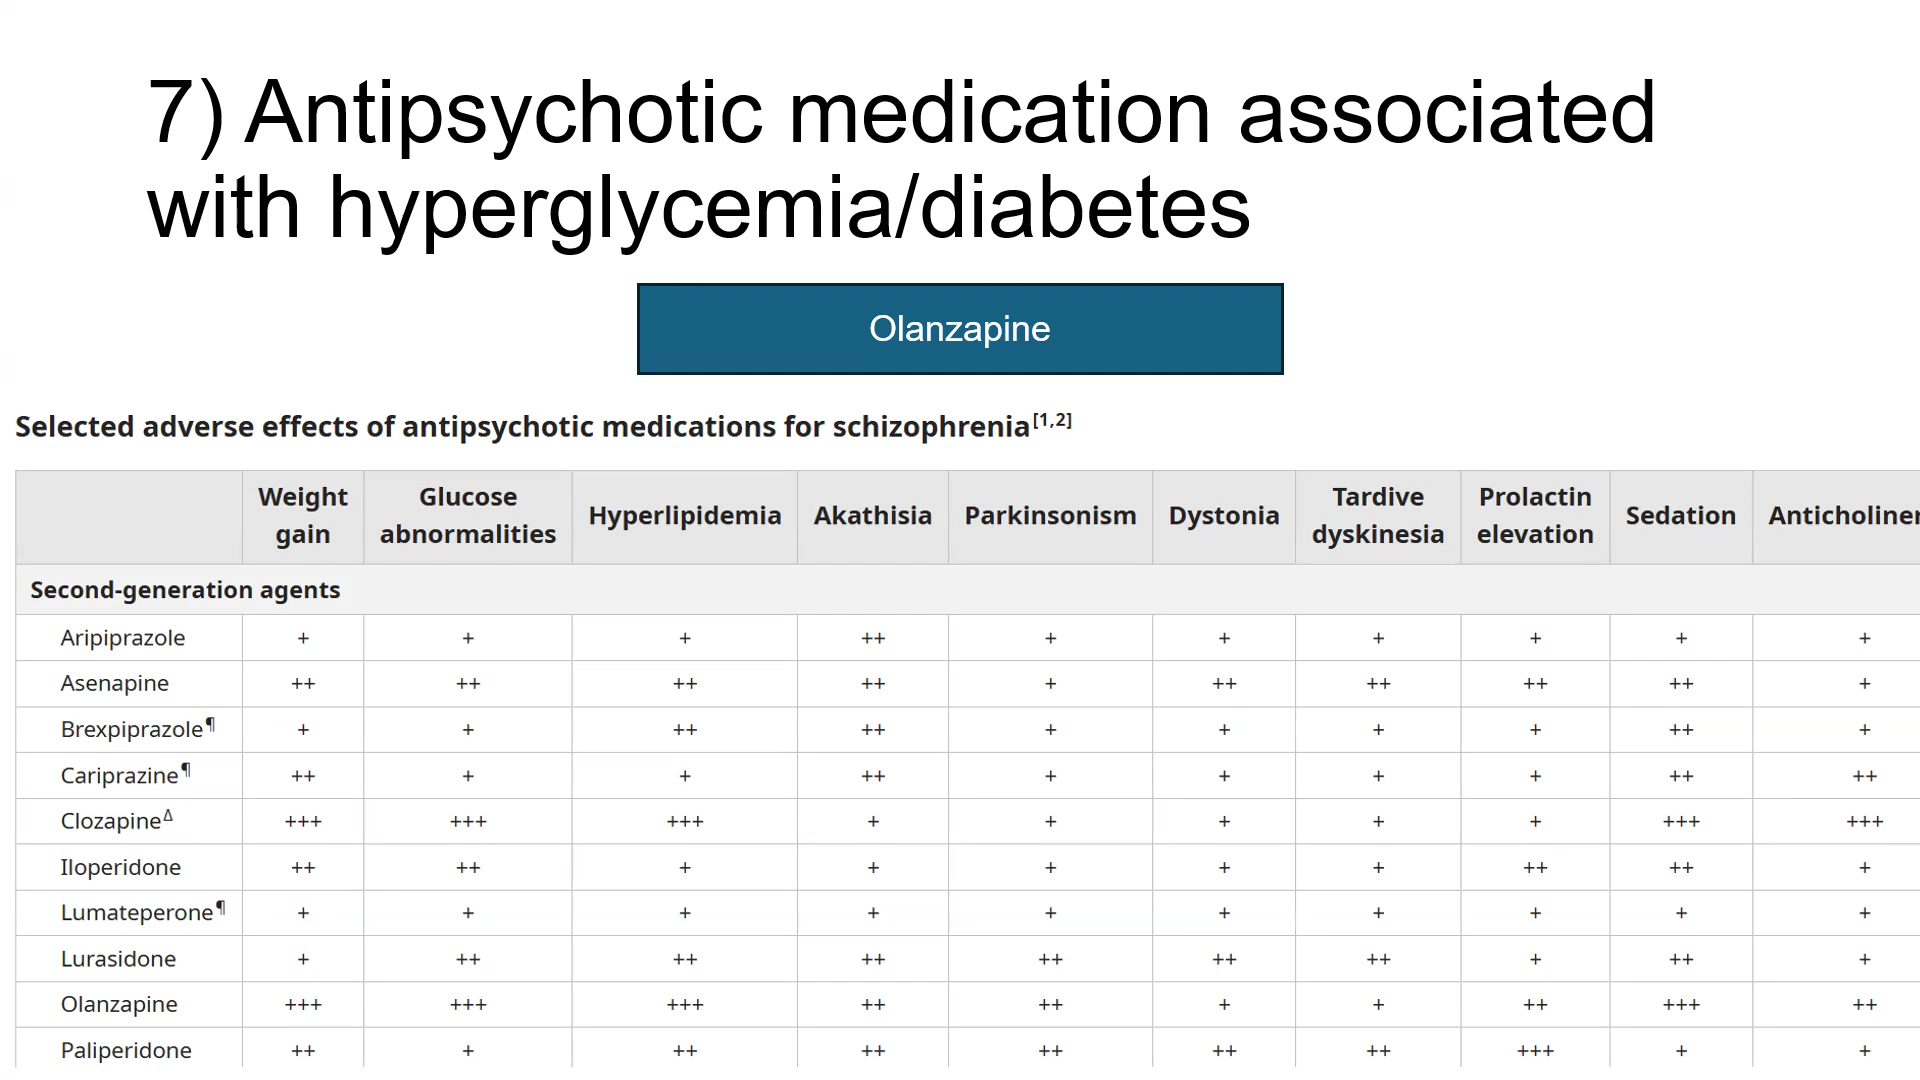 7) Antipsychotic medication associated
with hyperglycemia/diabetes
Olanzapine
Selected adverse effects of antipsychotic medications for schizophrenia[1,2]
Weight gain Glucose abnormalities Hyperlipidemia Akathisia Parkinsonism Dystonia Tardive dyskinesia Prolactin elevation Sedation Anticholiner
Second-generation agents
Aripiprazole + + + ++ + + + + + +
Asenapine ++ ++ ++ ++ + ++ ++ ++ ++ +
Brexpiprazole¶ + + ++ ++ + + + + ++ +
Cariprazine¶ ++ + + ++ + + + + ++ ++
ClozapineΔ +++ +++ +++ + + + + + +++ +++
Iloperidone ++ ++ + + + + + ++ ++ +
Lumateperone¶ + + + + + + + + + +
Lurasidone + ++ ++ ++ ++ ++ ++ + ++ +
Olanzapine +++ +++ +++ ++ ++ + + ++ +++ ++
Paliperidone ++ + ++ ++ ++ ++ ++ +++ + +